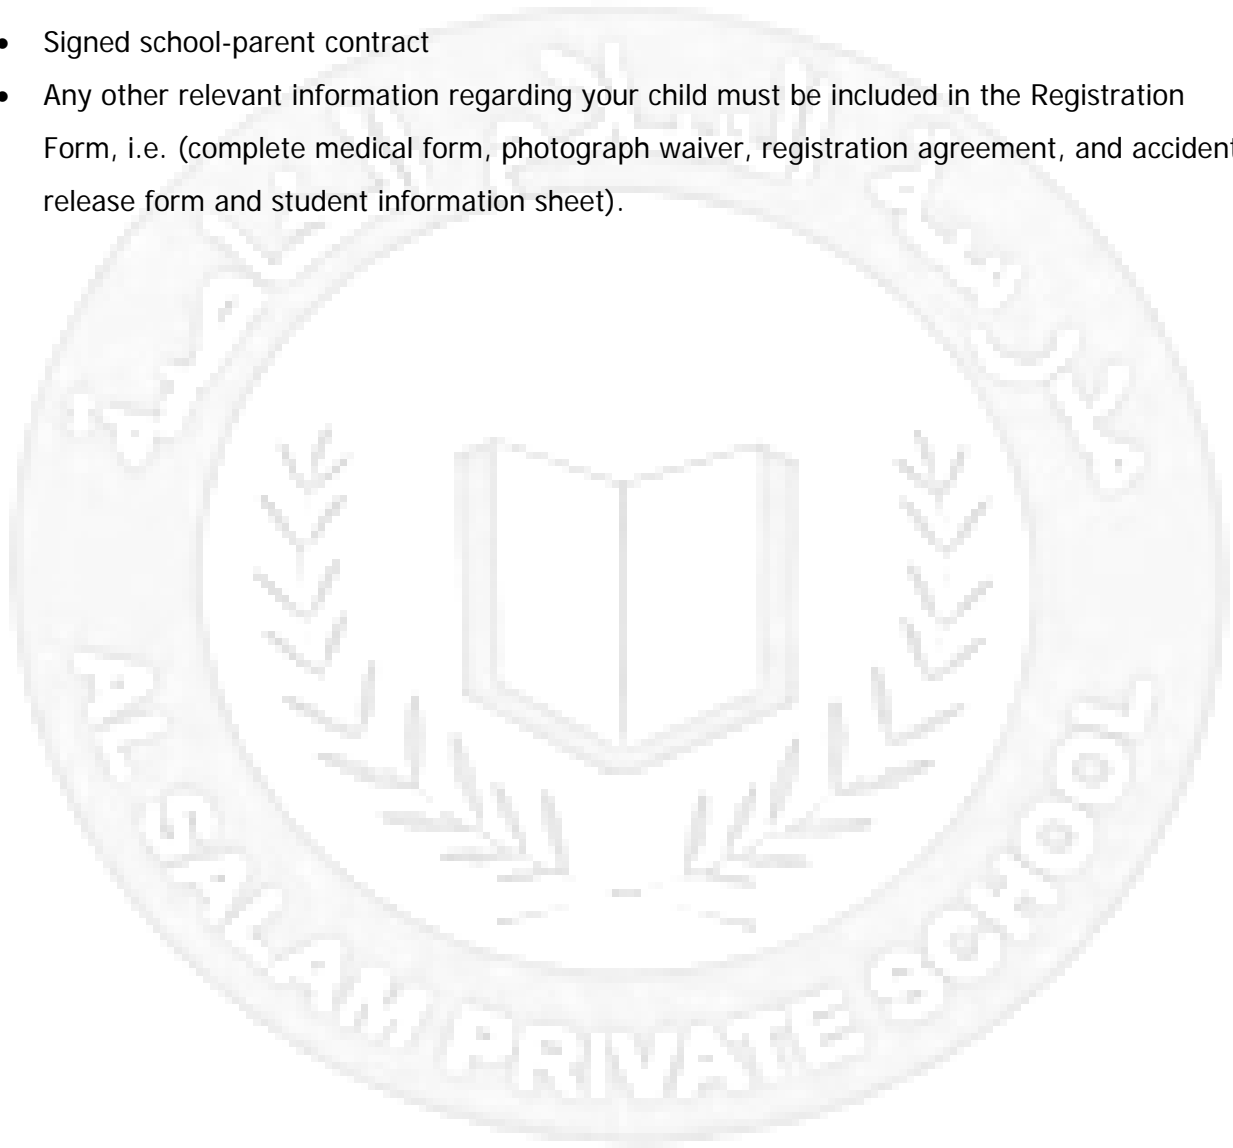 • Signed school-parent contract
• Any other relevant information regarding your child must be included in the Registration
Form, i.e. (complete medical form, photograph waiver, registration agreement, and accident
release form and student information sheet).
AL SALAM PRIVATE SCHOOL